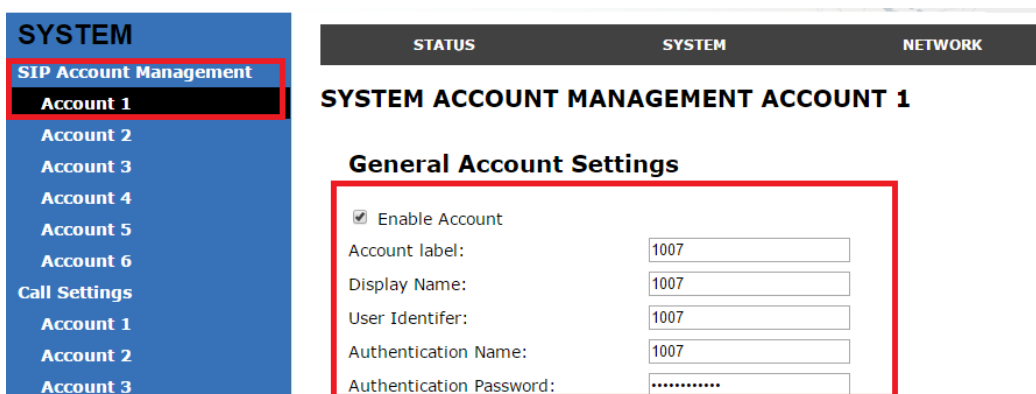 SYSTEM
SIP Account Management
Account 1
Account 2
Account 3
Account 4
Account 5
Account 6
Call Settings
Account 1
Account 2
Account 3
STATUS SYSTEM NETWORK
SYSTEM ACCOUNT MANAGEMENT ACCOUNT 1
General Account Settings
Enable Account
Account label: 1007
Display Name: 1007
User Identifer: 1007
Authentication Name: 1007
Authentication Password: ••••••••••••